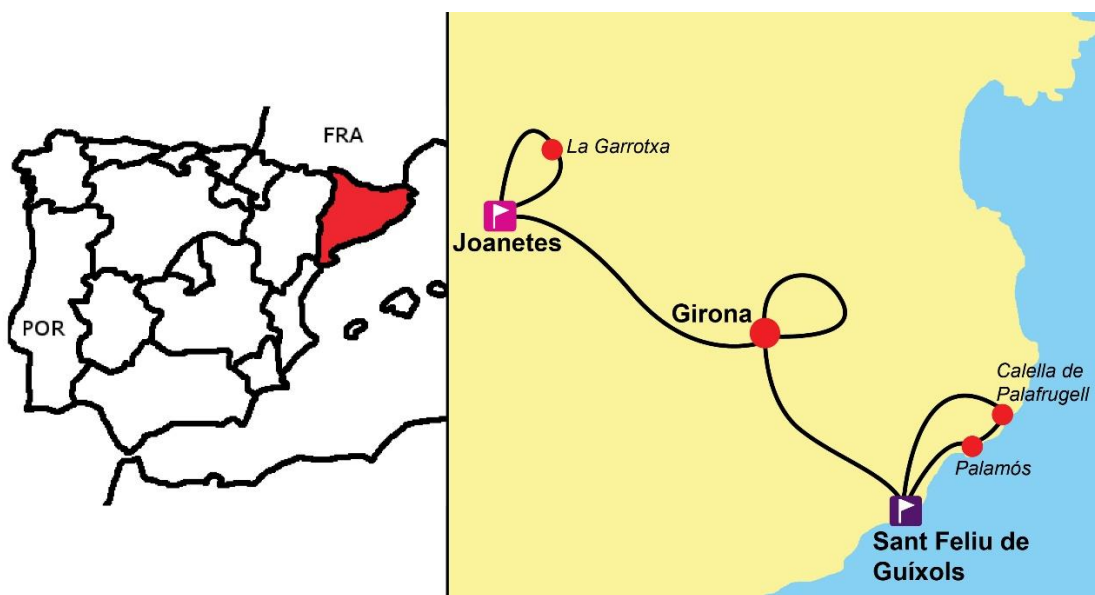 FRA
POR
La Garrotxa
Joanetes
Girona
Calella de
Palafrugell
Palamós
Sant Feliu de
Guíxols